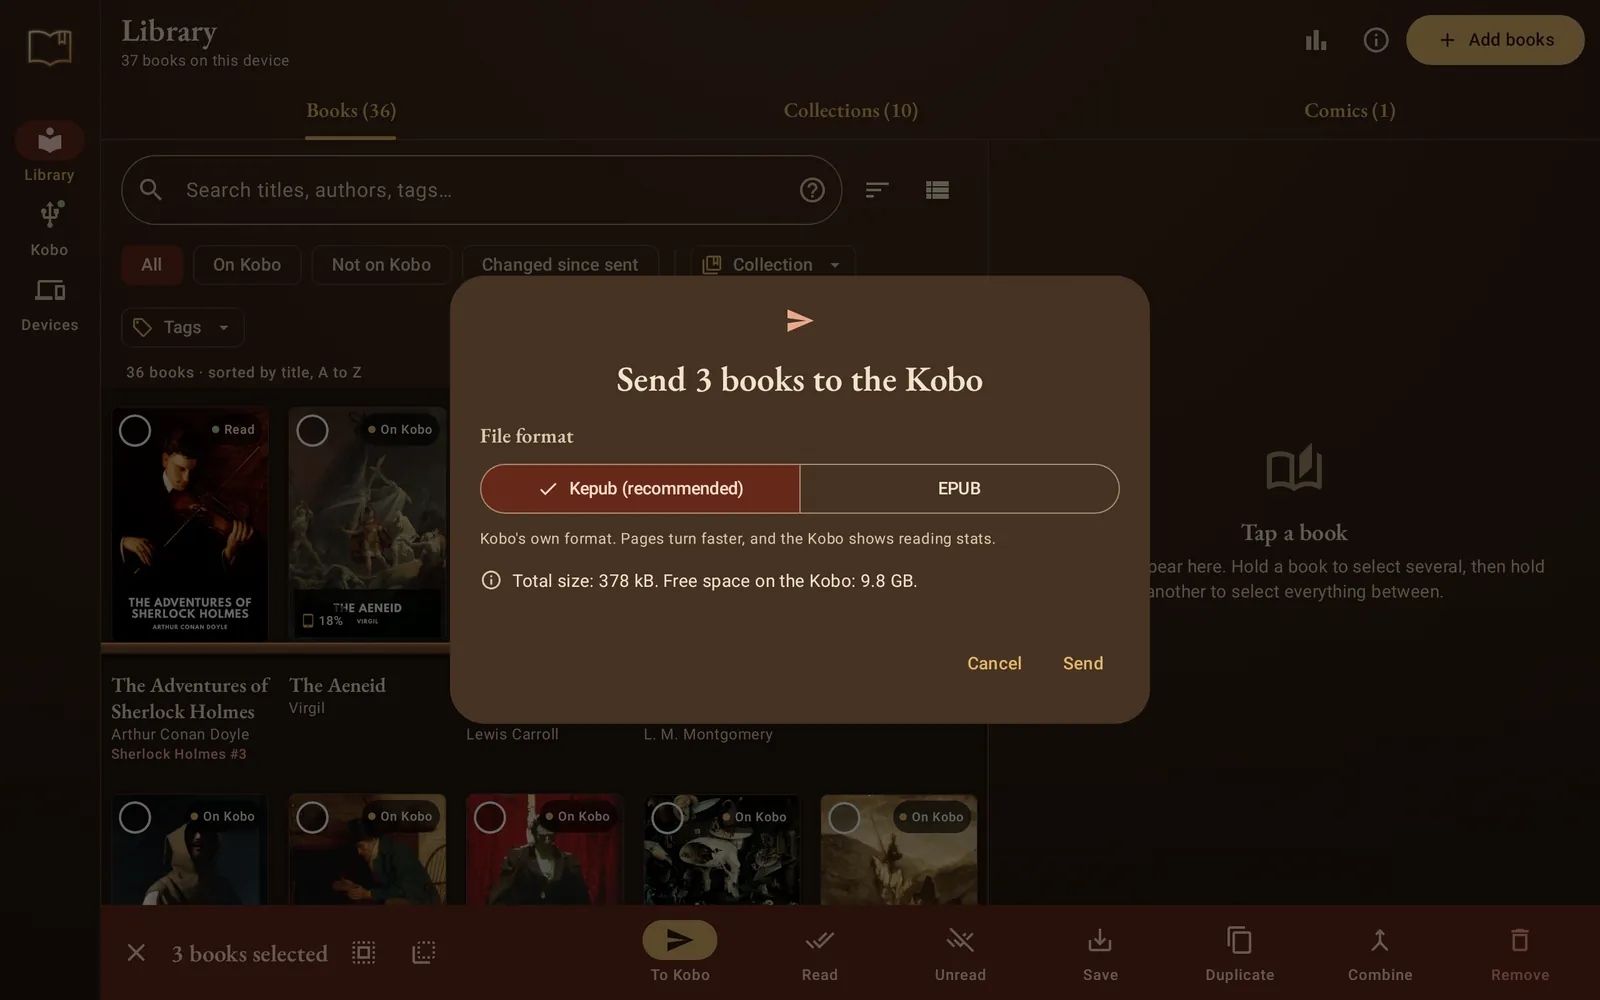 Library
37 books on this device
Add books
Library
Kobo
Devices
Books (36)
Collections (10)
Comics (1)
Search titles, authors, tags…
All
On Kobo
Not on Kobo
Changed since sent
Collection
Tags
36 books · sorted by title, A to Z
Read
THE ADVENTURES OF
SHERLOCK HOLMES
ARTHUR CONAN DOYLE
On Kobo
THE AENEID
VIRGIL
18%
The Adventures of
Sherlock Holmes
Arthur Conan Doyle
Sherlock Holmes #3
The Aeneid
Virgil
Lewis Carroll
L. M. Montgomery
Send 3 books to the Kobo
File format
Kepub (recommended)
EPUB
Kobo's own format. Pages turn faster, and the Kobo shows reading stats.
Total size: 378 kB. Free space on the Kobo: 9.8 GB.
Cancel
Send
Tap a book
here. Hold a book to select several, then hold
another to select everything between.
On Kobo
On Kobo
On Kobo
On Kobo
On Kobo
3 books selected
To Kobo
Read
Unread
Save
Duplicate
Combine
Remove